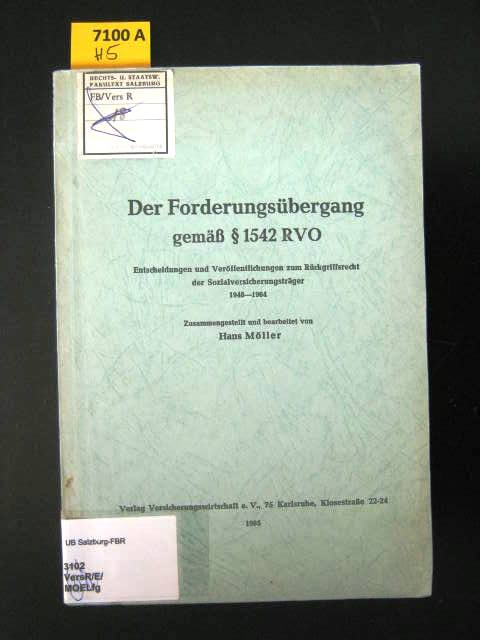 7100 A
H5
RECHTS- U. STAATSW.
FAKULTÄT SALZBURG
FB/Vers R
Der Forderungsübergang
gemäß § 1542 RVO
Entscheidungen und Veröffentlichungen zum Rückgriffsrecht
der Sozialversicherungsträger
1948—1964
Zusammengestellt und bearbeitet von
Hans Möller
Verlag Versicherungswirtschaft e. V., 75 Karlsruhe, Klosestraße 22-24
1965
UB Salzburg-FBR
3102
VersR/E/
MOEL/g